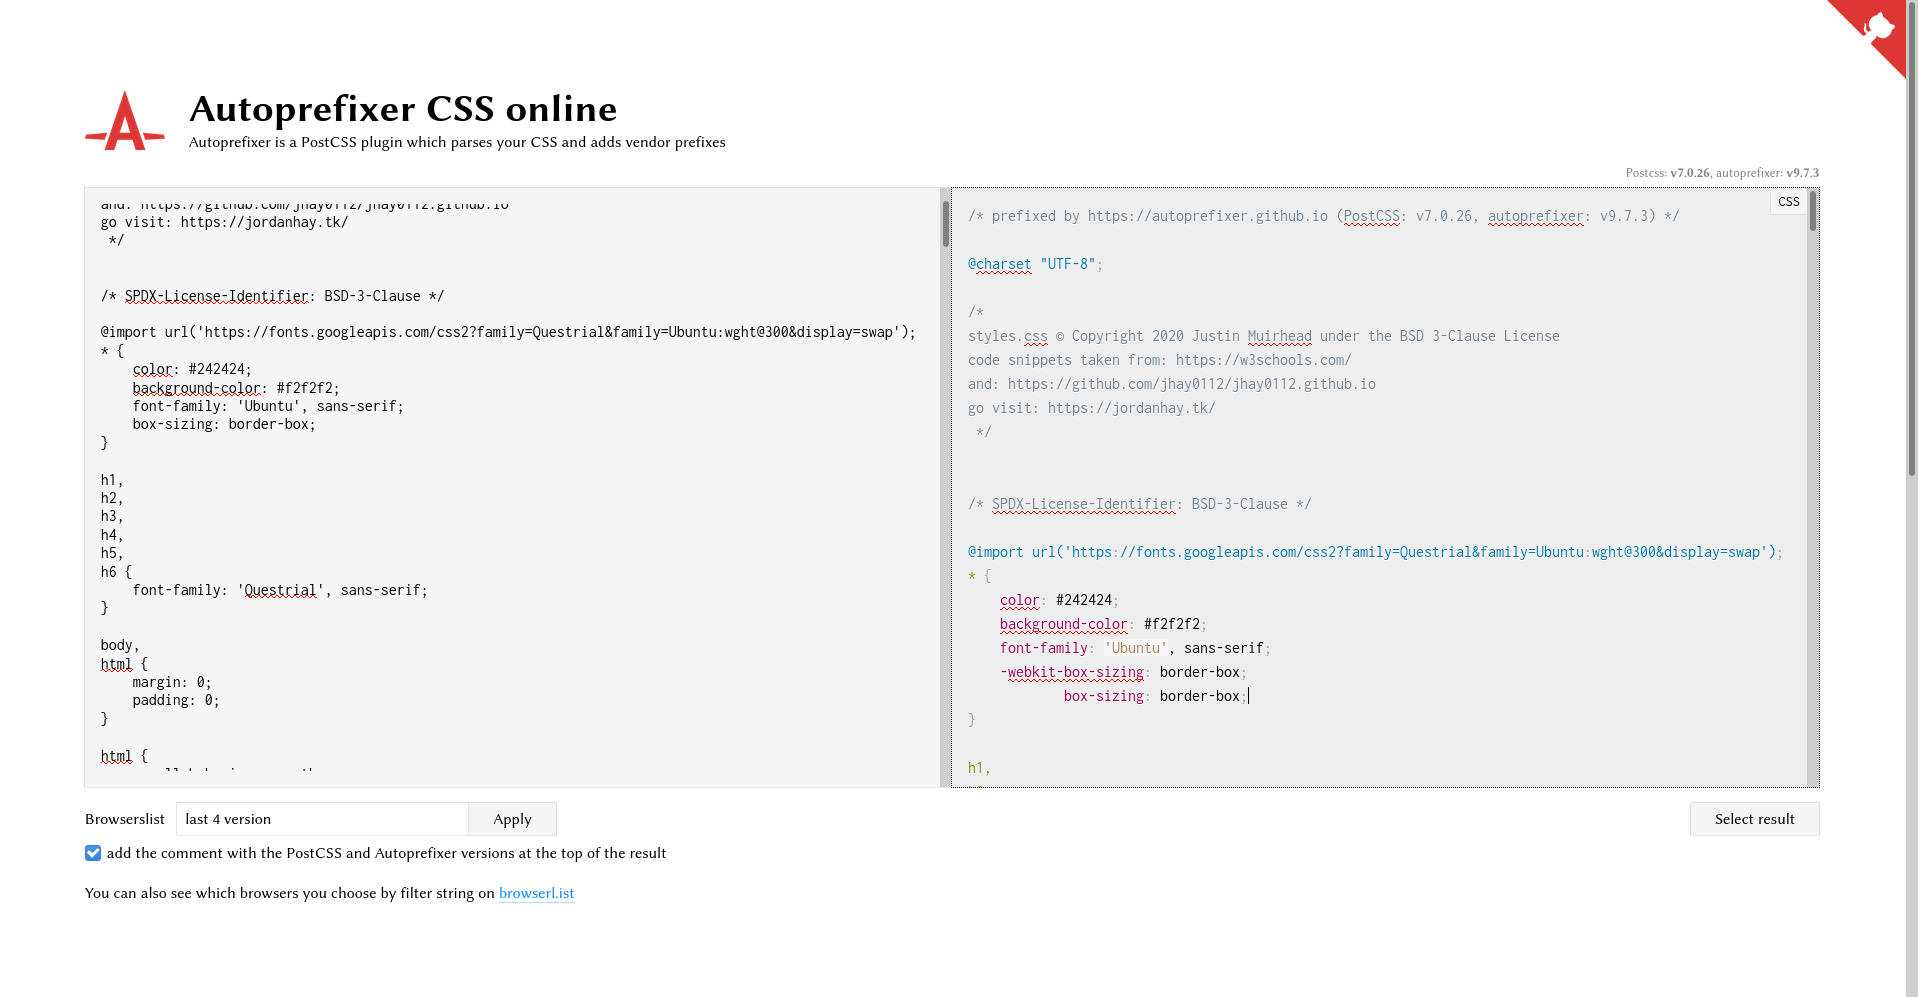 Autoprefixer CSS online
Autoprefixer is a PostCSS plugin which parses your CSS and adds vendor prefixes
Postcss: v7.0.26, autoprefixer: v9.7.3
and: https://github.com/jhay0112/jhay0112.github.io
go visit: https://jordanhay.tk/
*/
/* SPDX-License-Identifier: BSD-3-Clause */
@import url('https://fonts.googleapis.com/css2?family=Questrial&family=Ubuntu:wght@300&display=swap');
* {
color: #242424;
background-color: #f2f2f2;
font-family: 'Ubuntu', sans-serif;
box-sizing: border-box;
}
h1,
h2,
h3,
h4,
h5,
h6 {
font-family: 'Questrial', sans-serif;
}
body,
html {
margin: 0;
padding: 0;
}
html {
CSS
/* prefixed by https://autoprefixer.github.io (PostCSS: v7.0.26, autoprefixer: v9.7.3) */
@charset "UTF-8";
/*
styles.css © Copyright 2020 Justin Muirhead under the BSD 3-Clause License
code snippets taken from: https://w3schools.com/
and: https://github.com/jhay0112/jhay0112.github.io
go visit: https://jordanhay.tk/
*/
/* SPDX-License-Identifier: BSD-3-Clause */
@import url('https://fonts.googleapis.com/css2?family=Questrial&family=Ubuntu:wght@300&display=swap');
* {
color: #242424;
background-color: #f2f2f2;
font-family: 'Ubuntu', sans-serif;
-webkit-box-sizing: border-box;
box-sizing: border-box;
}
h1,
Browserslist
last 4 version
Apply
Select result
add the comment with the PostCSS and Autoprefixer versions at the top of the result
You can also see which browsers you choose by filter string on browserl.ist